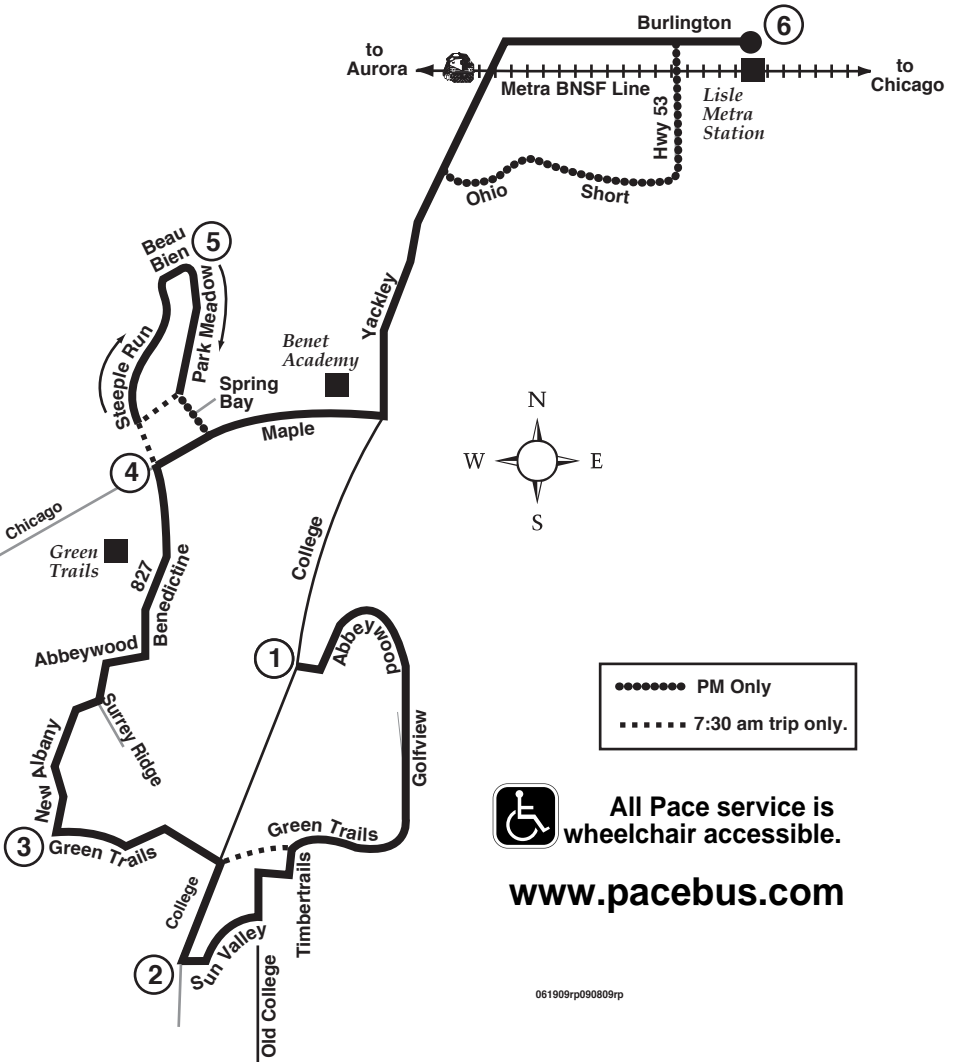 Burlington
6
to
Aurora
Metra BNSF Line
to
Chicago
Lisle
Metra
Station
Hwy 53
Ohio
Short
Beau
Bien
5
Park Meadow
Steeple Run
Yackley
Benet
Academy
Spring
Bay
Maple
4
Chicago
N
W
E
S
College
Green
Trails
827
Benedictine
Abbeywood
1
Abbeywood
Surrey Ridge
New Albany
Golfview
PM Only
7:30 am trip only.
All Pace service is
wheelchair accessible.
3
Green Trails
Green Trails
College
Timbertrails
Sun Valley
2
Old College
www.pacebus.com
061909rp090809rp